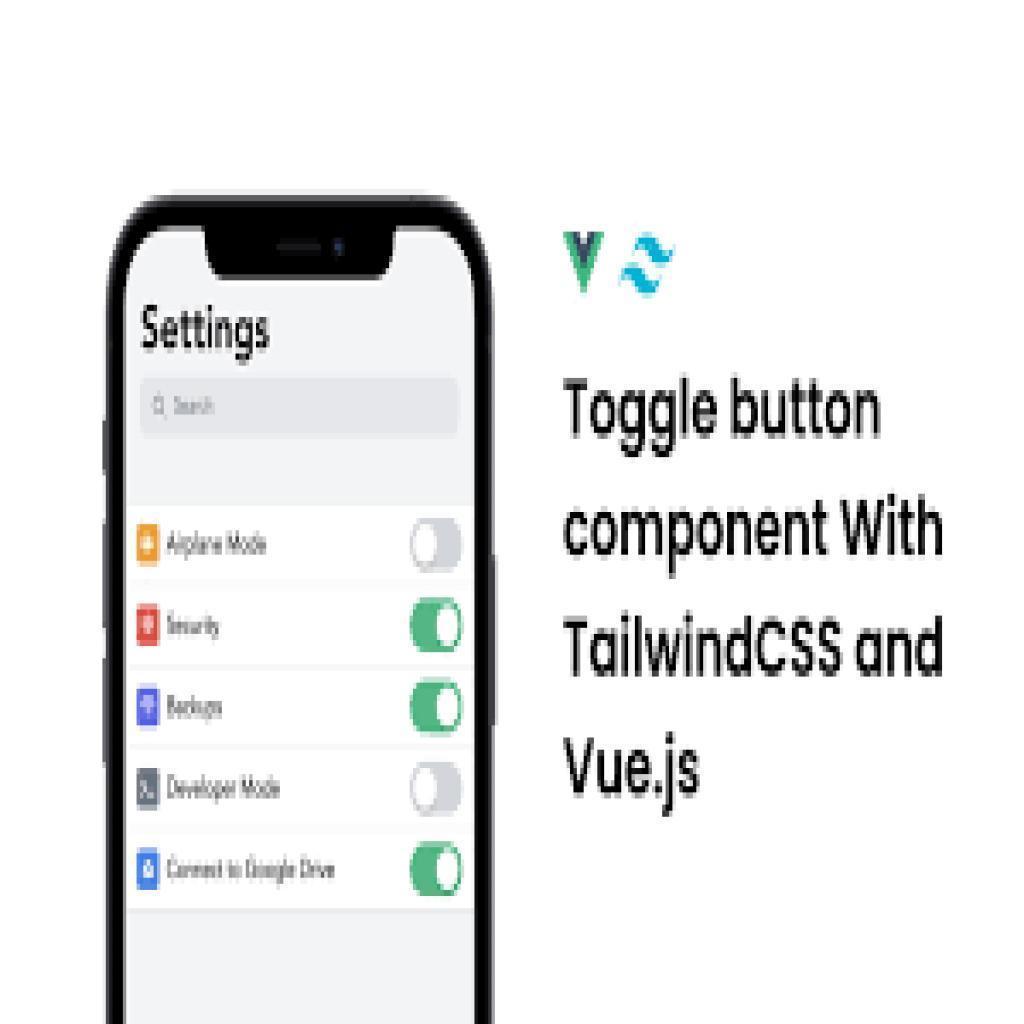 Settings
Search
Airplane Mode
Security
Backups
Developer Mode
Connect to Google Drive
Toggle button
component With
TailwindCSS and
Vue.js